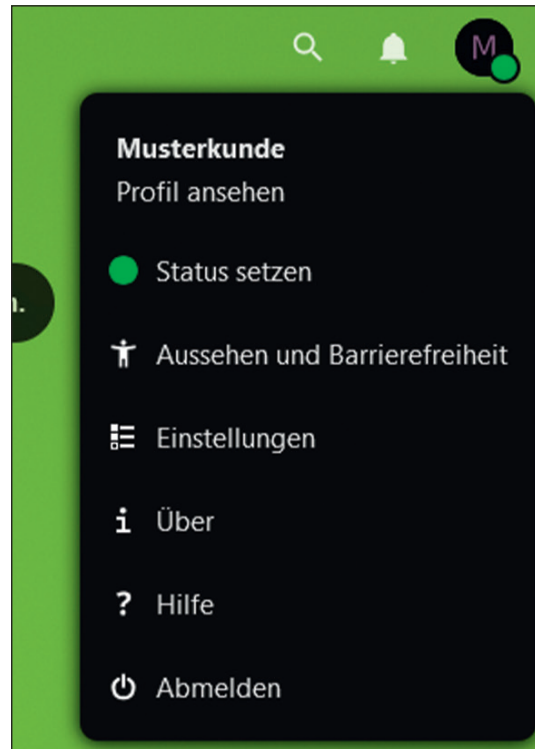 M
Musterkunde
Profil ansehen
Status setzen
n.
Aussehen und Barrierefreiheit
Einstellungen
Über
Hilfe
Abmelden